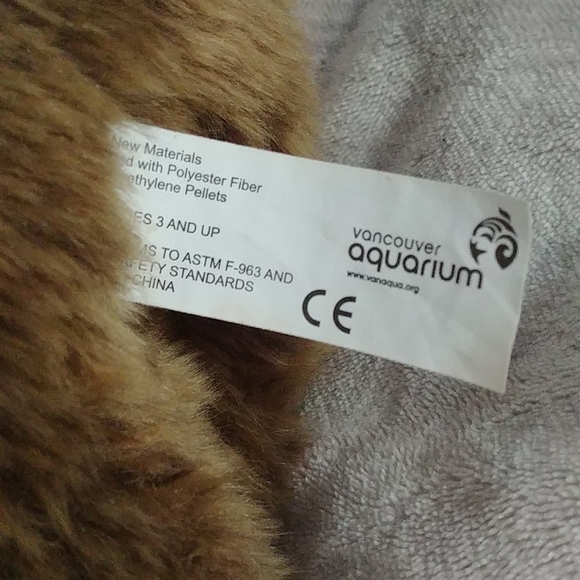 New Materials
ed with Polyester Fiber
ethylene Pellets
ES 3 AND UP
MS TO ASTM F-963 AND
AFETY STANDARDS
CHINA
CE
vancouver
aquarium
www.vanaqua.org